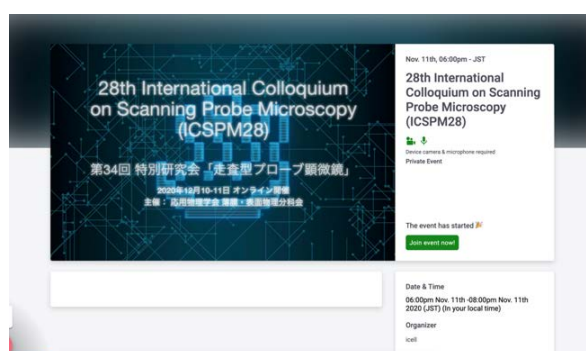 28th International Colloquium
on Scanning Probe Microscopy
(ICSPM28)
第34回 特別研究会「走査型プローブ顕微鏡」
2020年12月10-11日 オンライン開催
主催： 応用物理学会 薄膜・表面物理分科会
Nov. 11th, 06:00pm - JST
28th International
Colloquium on Scanning
Probe Microscopy
(ICSPM28)
Device camera & microphone required
Private Event
The event has started 🎉
Join event now!
Date & Time
06:00pm Nov. 11th -08:00pm Nov. 11th
2020 (JST) (In your local time)
Organizer
icell